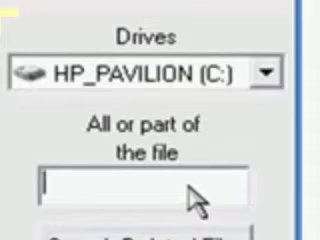 Drives
HP_PAVILION (C:)
All or part of
the file